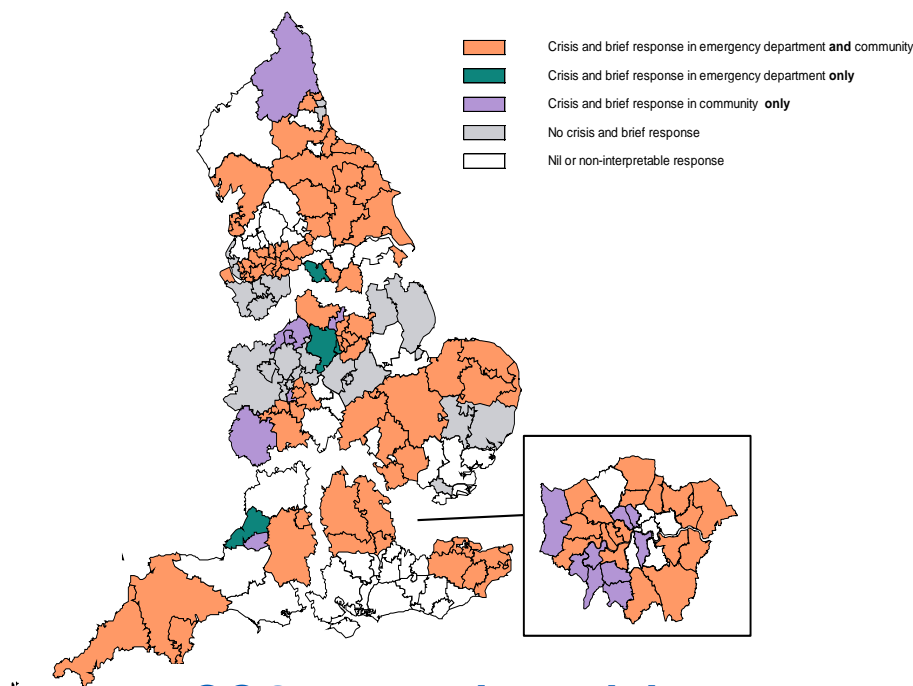 Crisis and brief response in emergency department and community
Crisis and brief response in emergency department only
Crisis and brief response in community only
No crisis and brief response
Nil or non-interpretable response